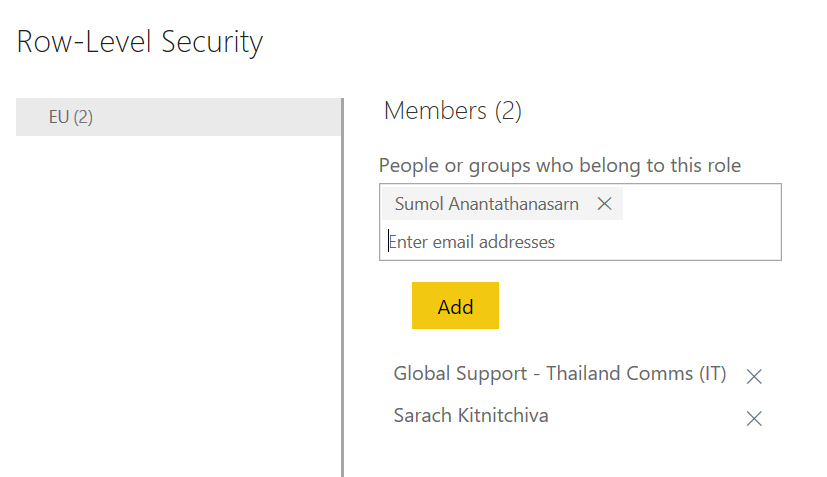 Row-Level Security
EU (2)
Members (2)
People or groups who belong to this role
Sumol Anantathanasarn
Enter email addresses
Add
Global Support - Thailand Comms (IT)
Sarach Kitnitchiva